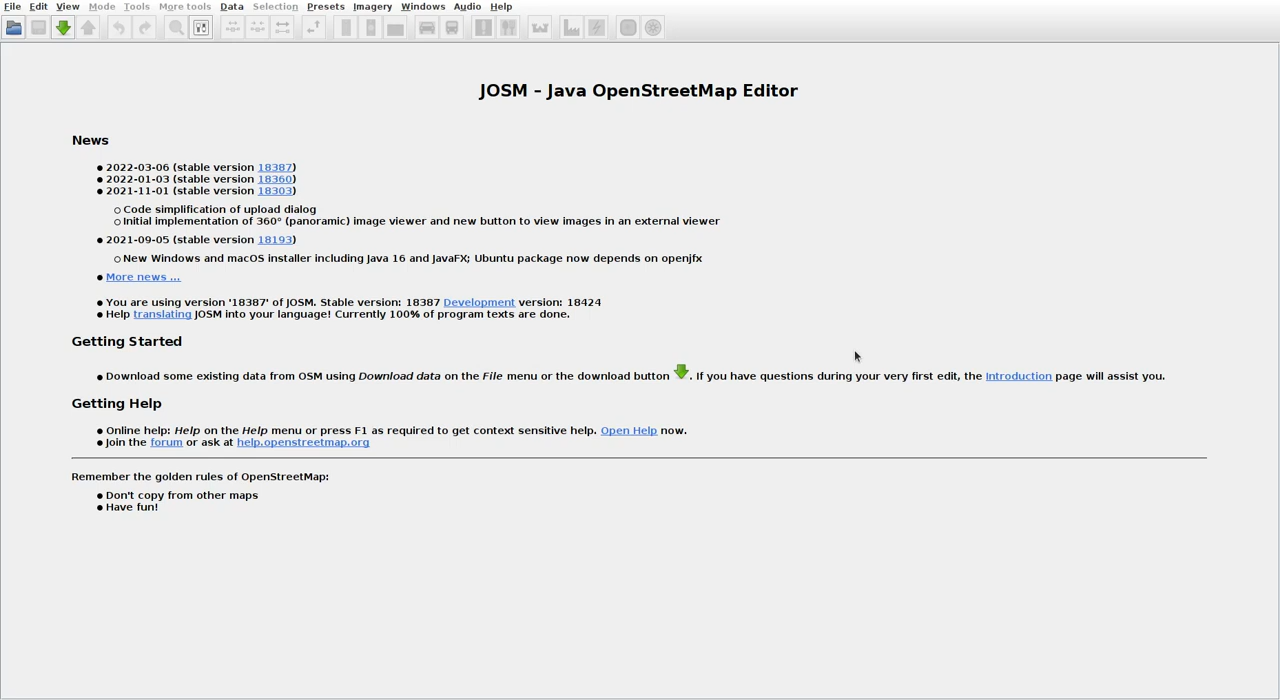 File Edit View Mode Tools More tools Data Selection Presets Imagery Windows Audio Help
JOSM – Java OpenStreetMap Editor
News
● 2022-03-06 (stable version 18387)
● 2022-01-03 (stable version 18360)
● 2021-11-01 (stable version 18303)
○ Code simplification of upload dialog
○ Initial implementation of 360° (panoramic) image viewer and new button to view images in an external viewer
● 2021-09-05 (stable version 18193)
○ New Windows and macOS installer including Java 16 and JavaFX; Ubuntu package now depends on openjfx
● More news ...
● You are using version '18387' of JOSM. Stable version: 18387 Development version: 18424
● Help translating JOSM into your language! Currently 100% of program texts are done.
Getting Started
● Download some existing data from OSM using Download data on the File menu or the download button . If you have questions during your very first edit, the Introduction page will assist you.
Getting Help
● Online help: Help on the Help menu or press F1 as required to get context sensitive help. Open Help now.
● Join the forum or ask at help.openstreetmap.org
Remember the golden rules of OpenStreetMap:
● Don't copy from other maps
● Have fun!